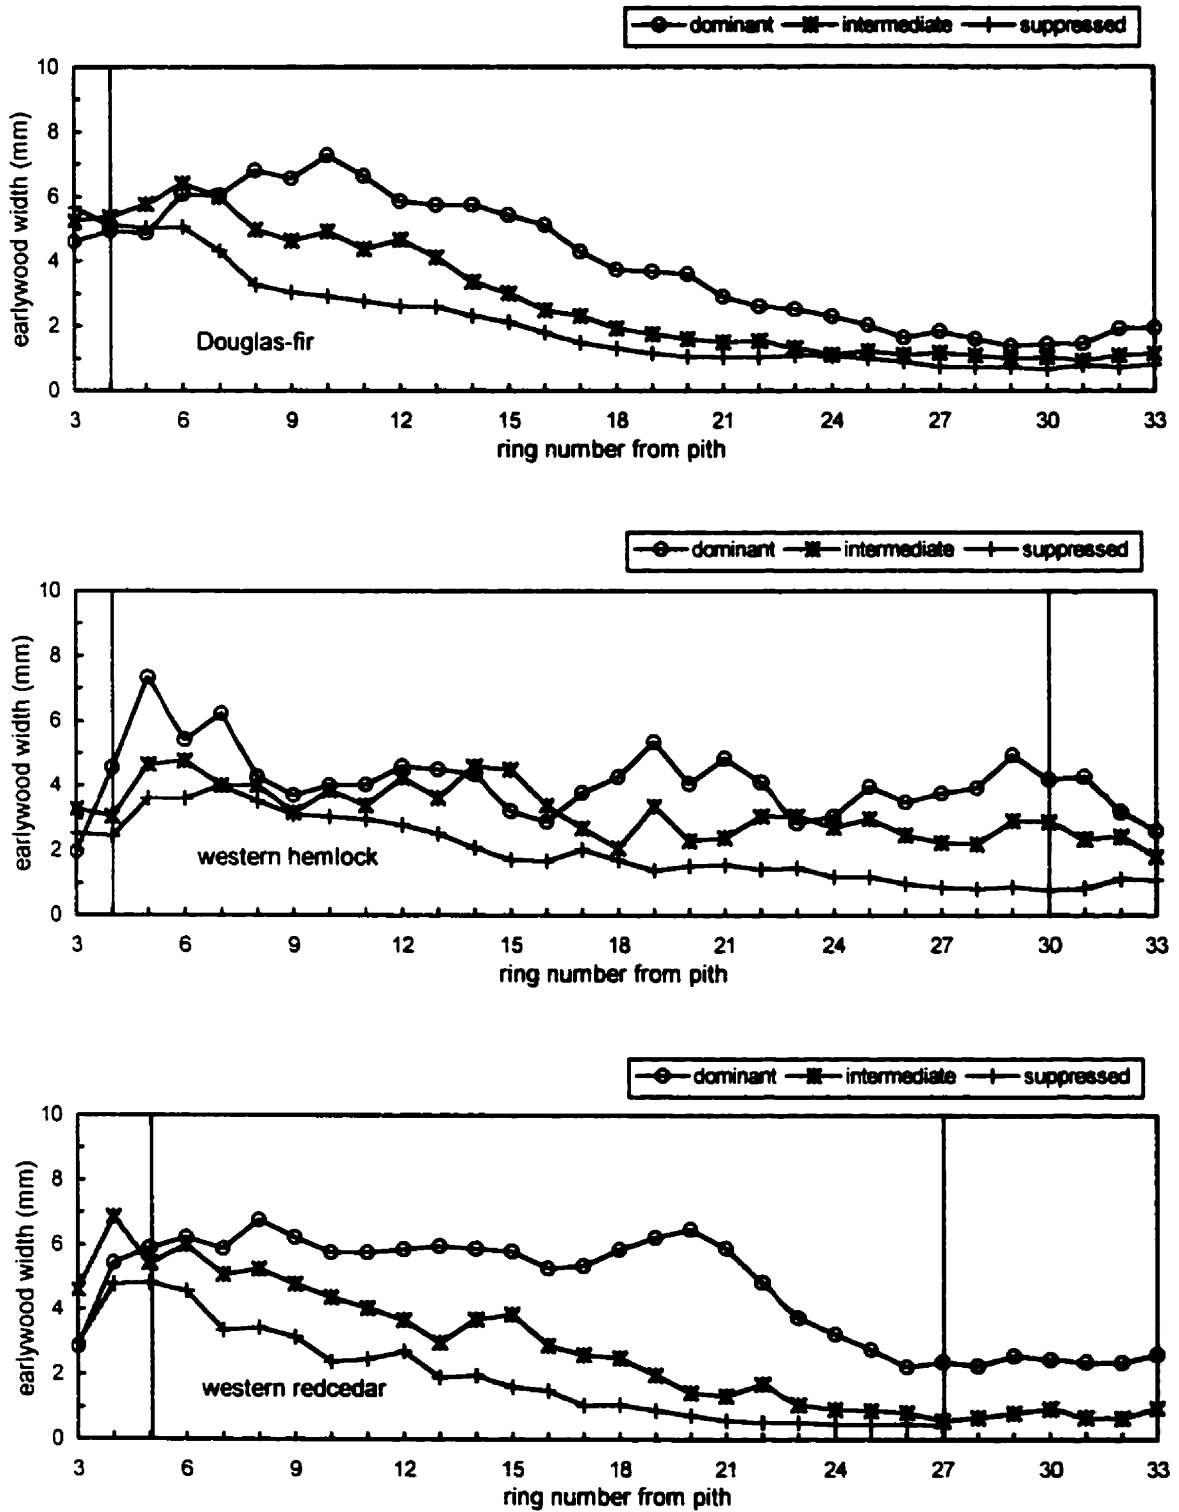 dominant intermediate suppressed
10
8
6
4
2
0
earlywood width (mm)
Douglas-fir
3 6 9 12 15 18 21 24 27 30 33
ring number from pith
dominant intermediate suppressed
10
8
6
4
2
0
earlywood width (mm)
western hemlock
3 6 9 12 15 18 21 24 27 30 33
ring number from pith
dominant intermediate suppressed
10
8
6
4
2
0
earlywood width (mm)
western redcedar
3 6 9 12 15 18 21 24 27 30 33
ring number from pith